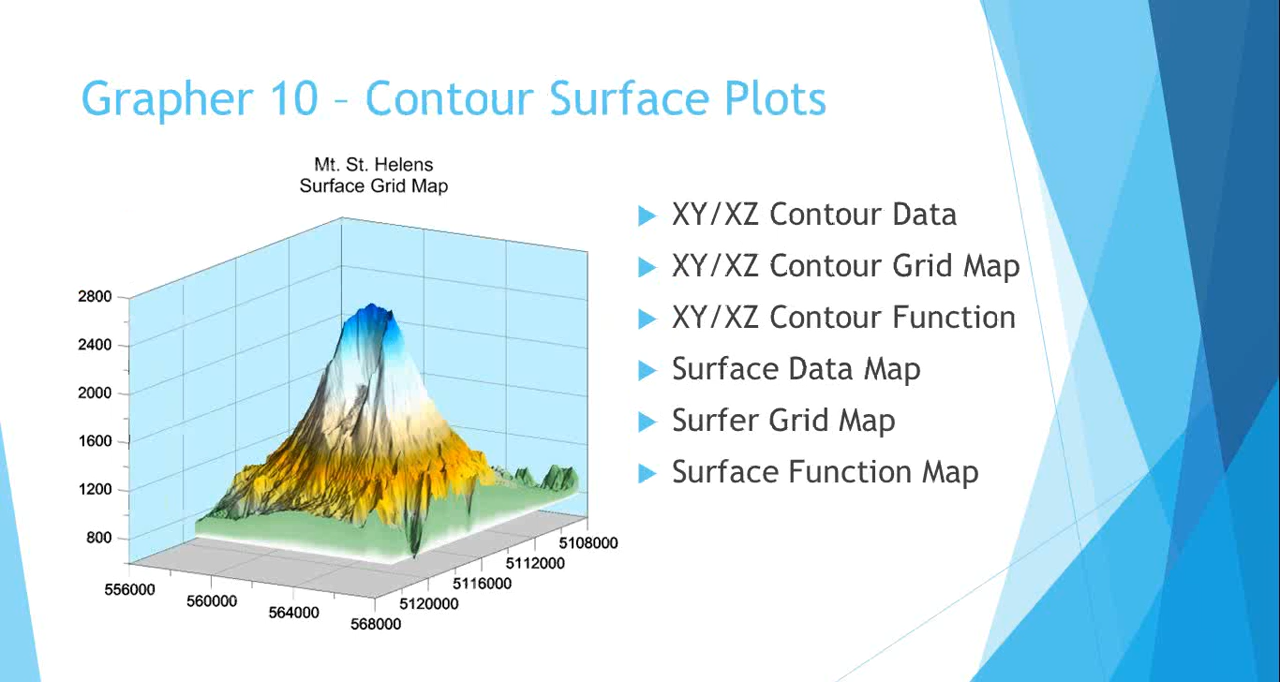 Grapher 10 – Contour Surface Plots
Mt. St. Helens
Surface Grid Map
2800
2400
2000
1600
1200
800
556000
560000
564000
568000
5120000
5116000
5112000
5108000
XY/XZ Contour Data
XY/XZ Contour Grid Map
XY/XZ Contour Function
Surface Data Map
Surfer Grid Map
Surface Function Map